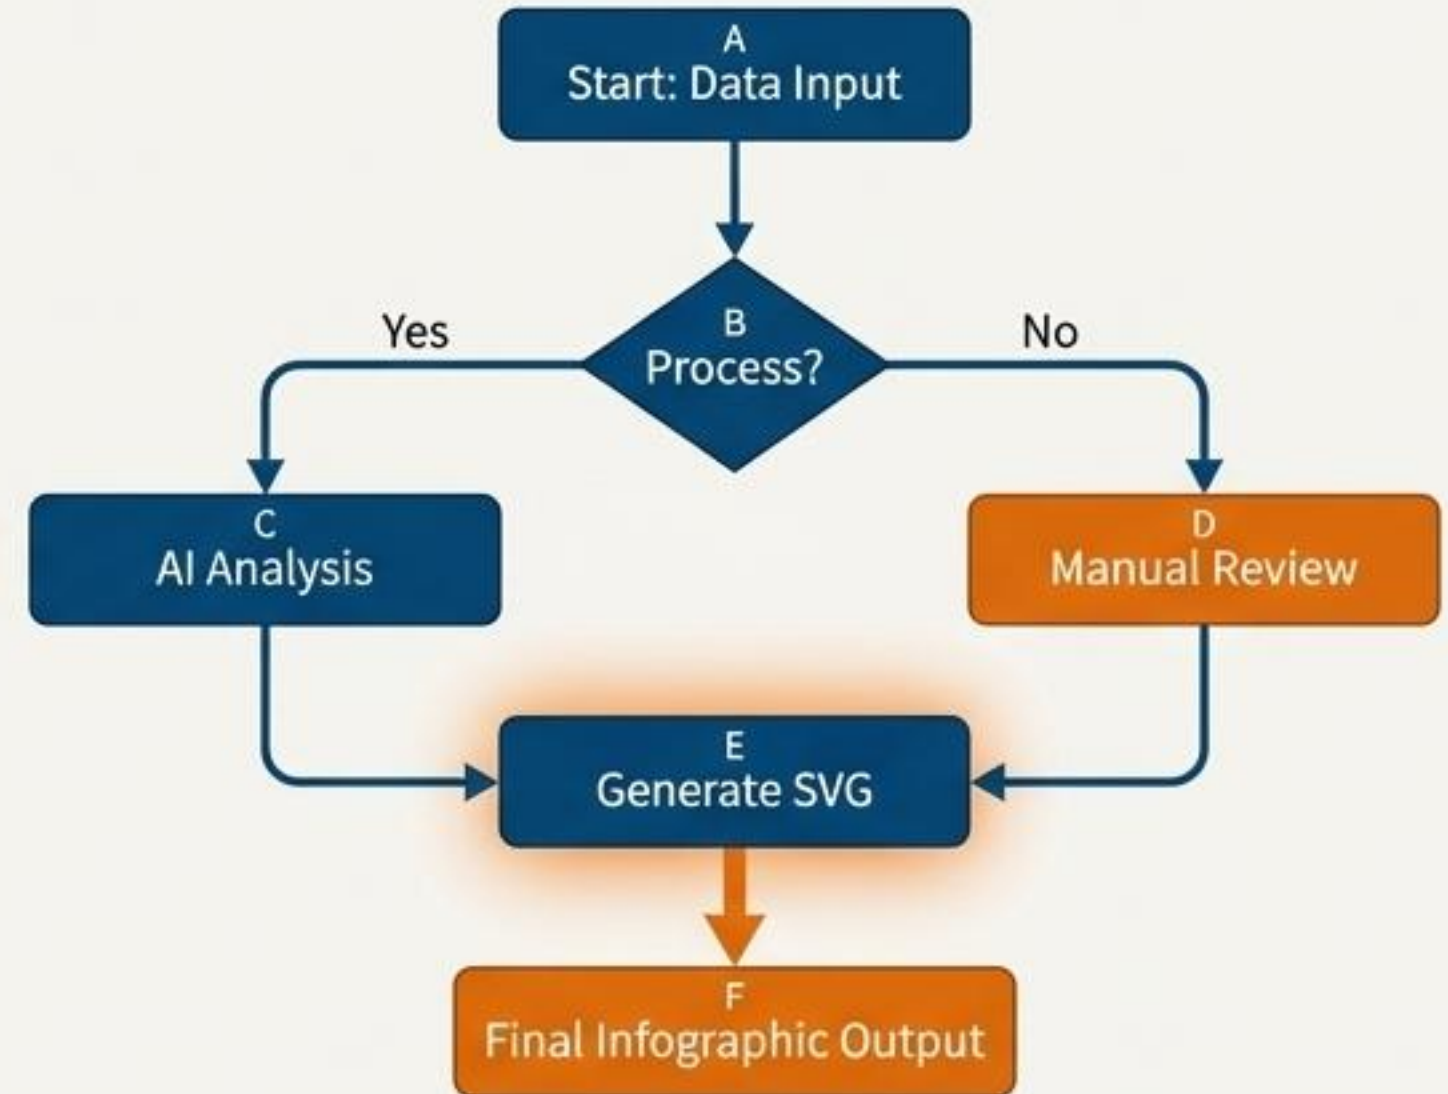 A
Start: Data Input
B
Process?
Yes
No
C
AI Analysis
D
Manual Review
E
Generate SVG
F
Final Infographic Output